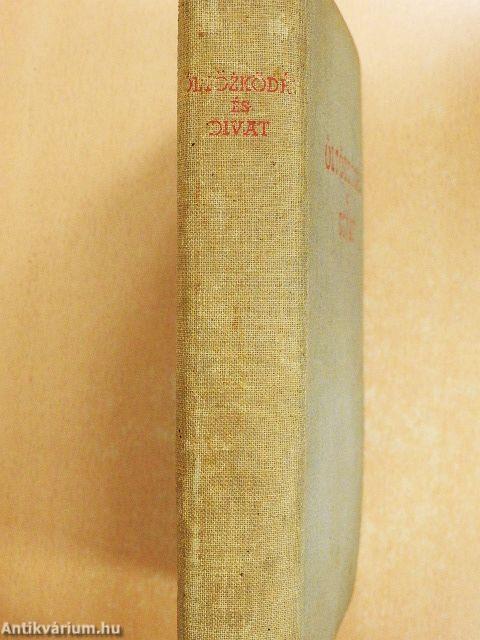 ÖLTÖZKÖDÉS
ÉS
DIVAT
Antikvárium.hu